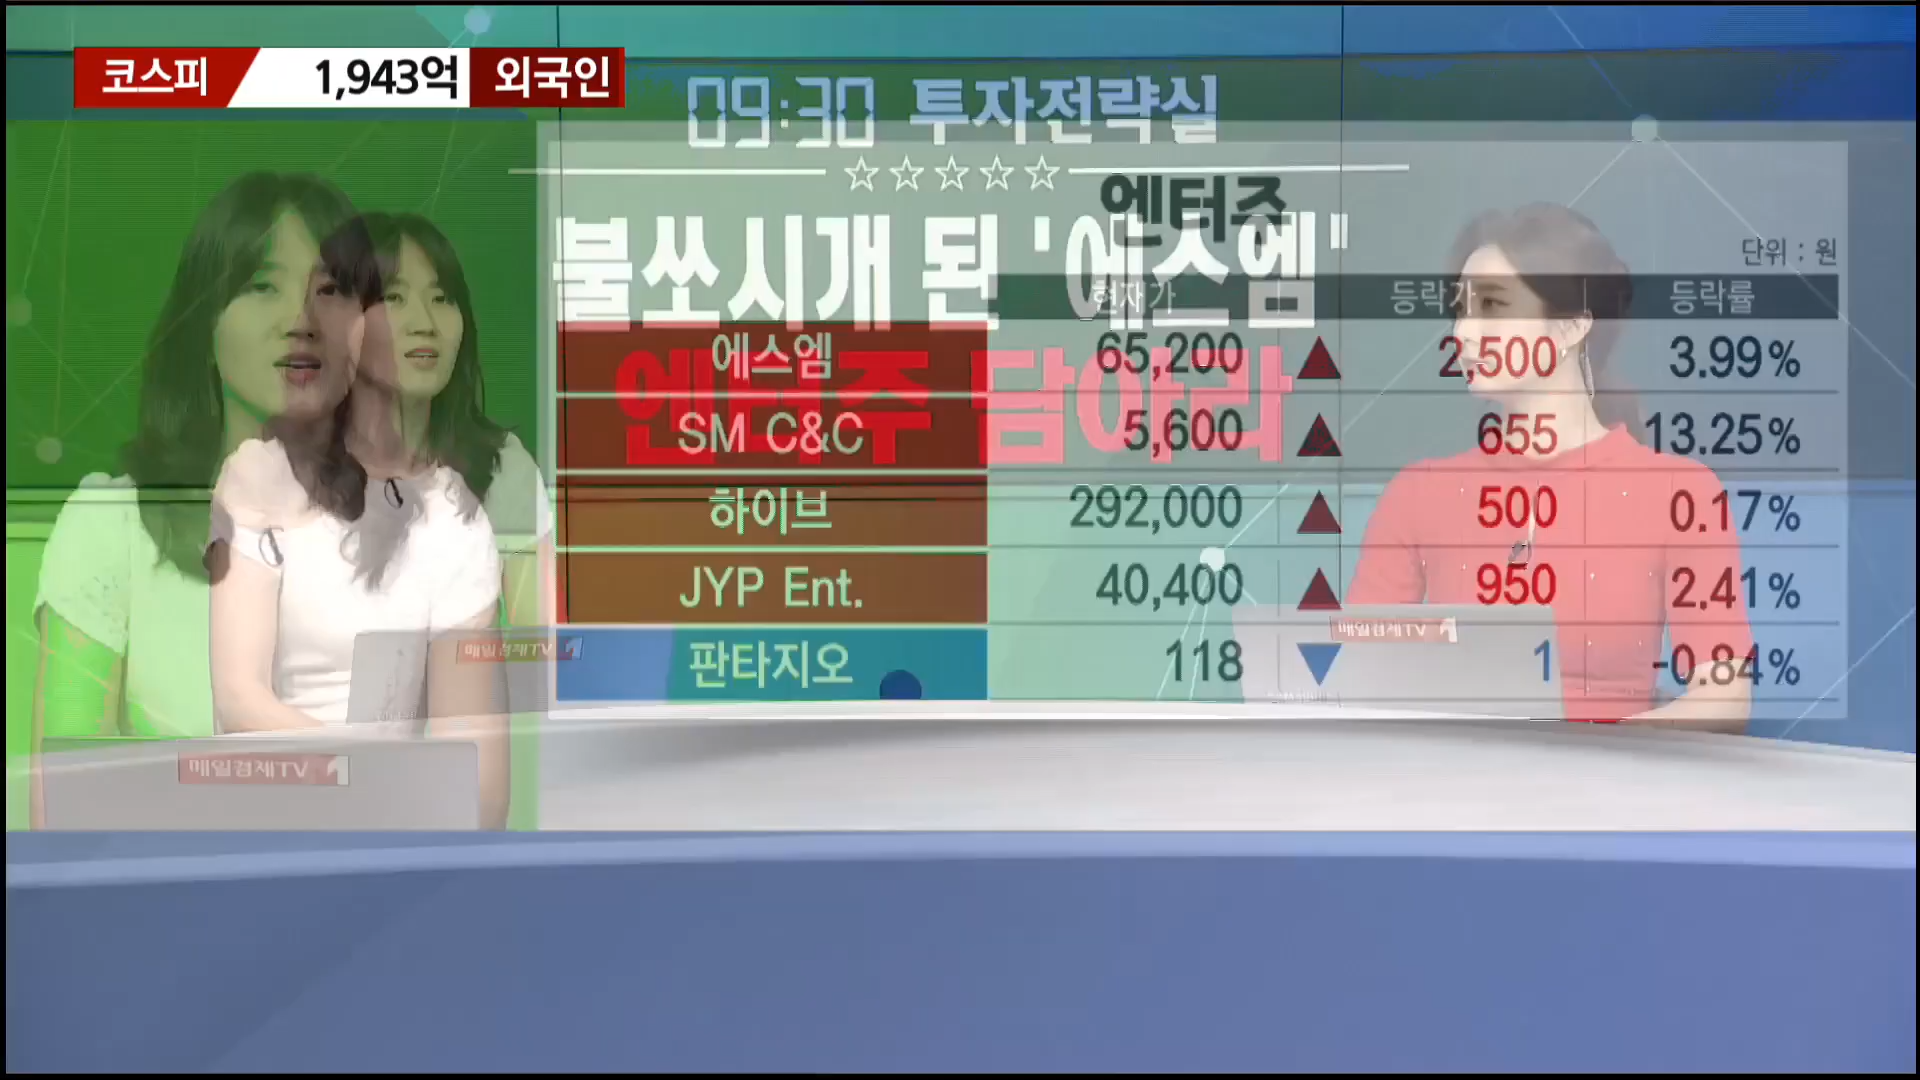 코스피 1,943억 외국인
09:30 투자전략실
엔터주
불쏘시개 된 '에스엠"
엔터주 담아라
단위 : 원
현재가 등락가 등락률
에스엠 65,200 ▲ 2,500 3.99%
SM C&C 5,600 ▲ 655 13.25%
하이브 292,000 ▲ 500 0.17%
JYP Ent. 40,400 ▲ 950 2.41%
판타지오 118 ▼ 1 -0.84%
매일경제TV
매일경제TV
매일경제TV